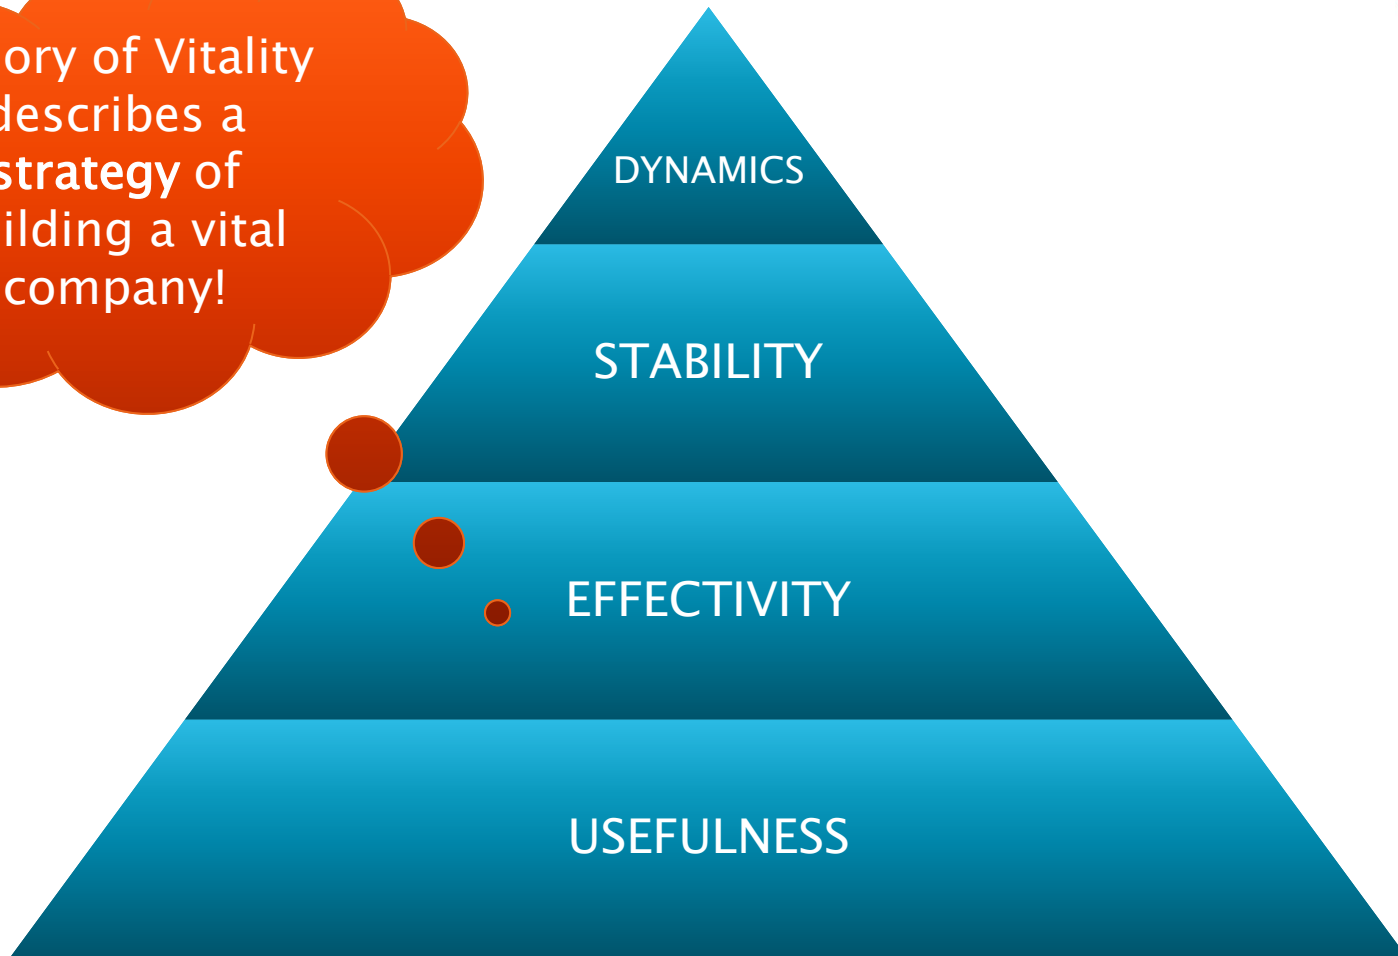 ory of Vitality
describes a
strategy of
ilding a vital
company!
DYNAMICS
STABILITY
EFFECTIVITY
USEFULNESS